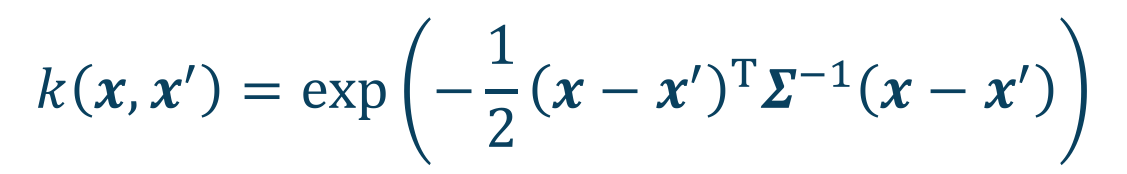 k(x, x′) = exp(−1/2 (x − x′)ᵀ Σ⁻¹ (x − x′))